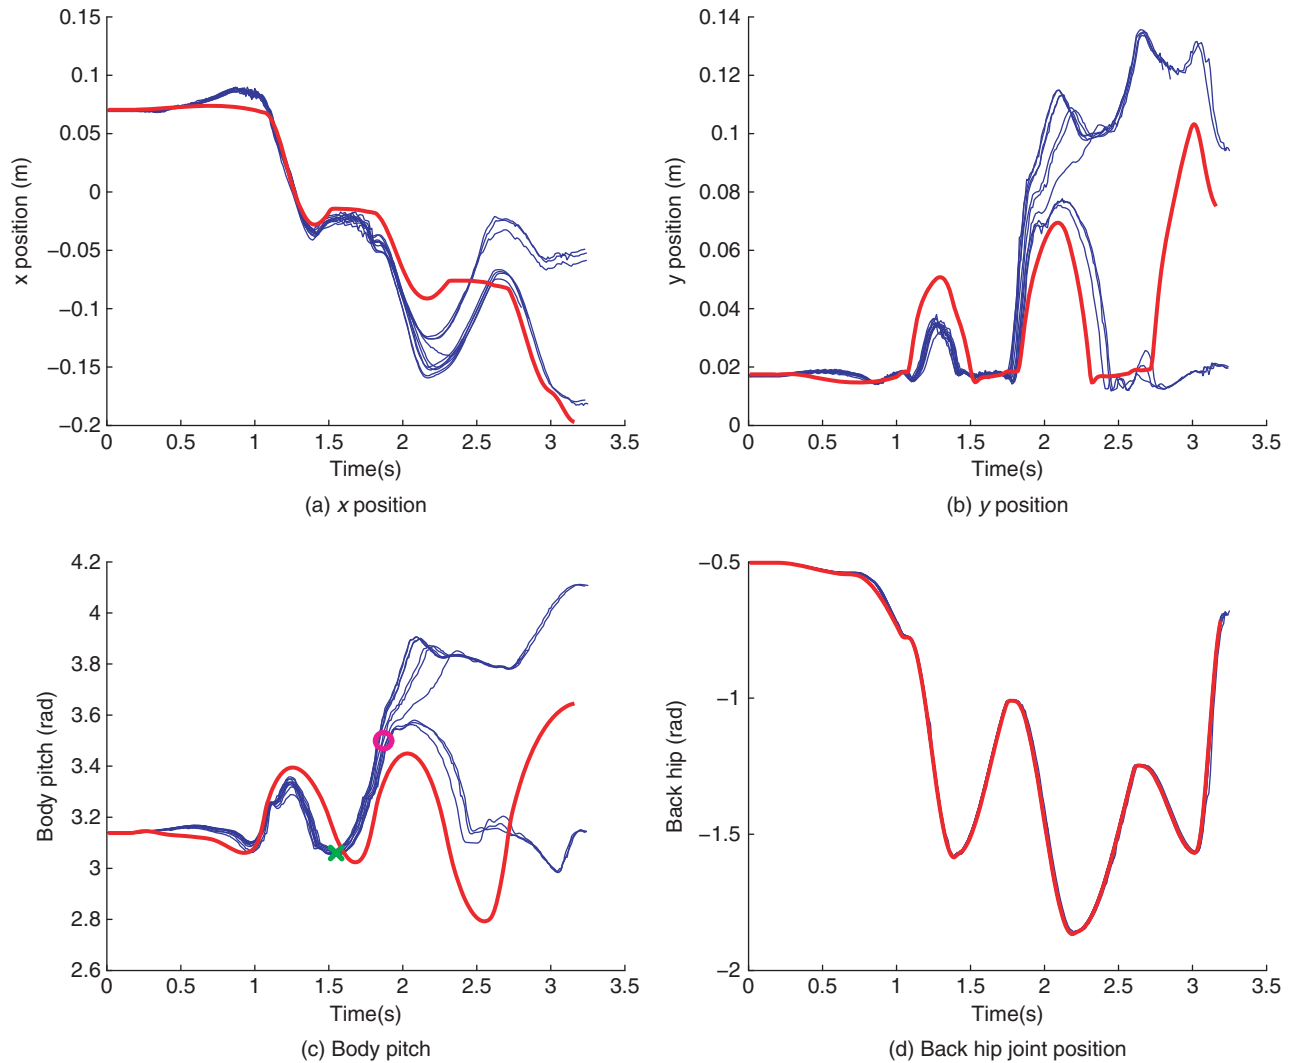 0.15
0.1
0.05
0
−0.05
−0.1
−0.15
−0.2
x position (m)
0 0.5 1 1.5 2 2.5 3 3.5
Time(s)
(a) x position
0.14
0.12
0.1
0.08
0.06
0.04
0.02
0
y position (m)
0 0.5 1 1.5 2 2.5 3 3.5
Time(s)
(b) y position
4.2
4
3.8
3.6
3.4
3.2
3
2.8
2.6
Body pitch (rad)
0 0.5 1 1.5 2 2.5 3 3.5
Time(s)
(c) Body pitch
−0.5
−1
−1.5
−2
Back hip (rad)
0 0.5 1 1.5 2 2.5 3 3.5
Time(s)
(d) Back hip joint position